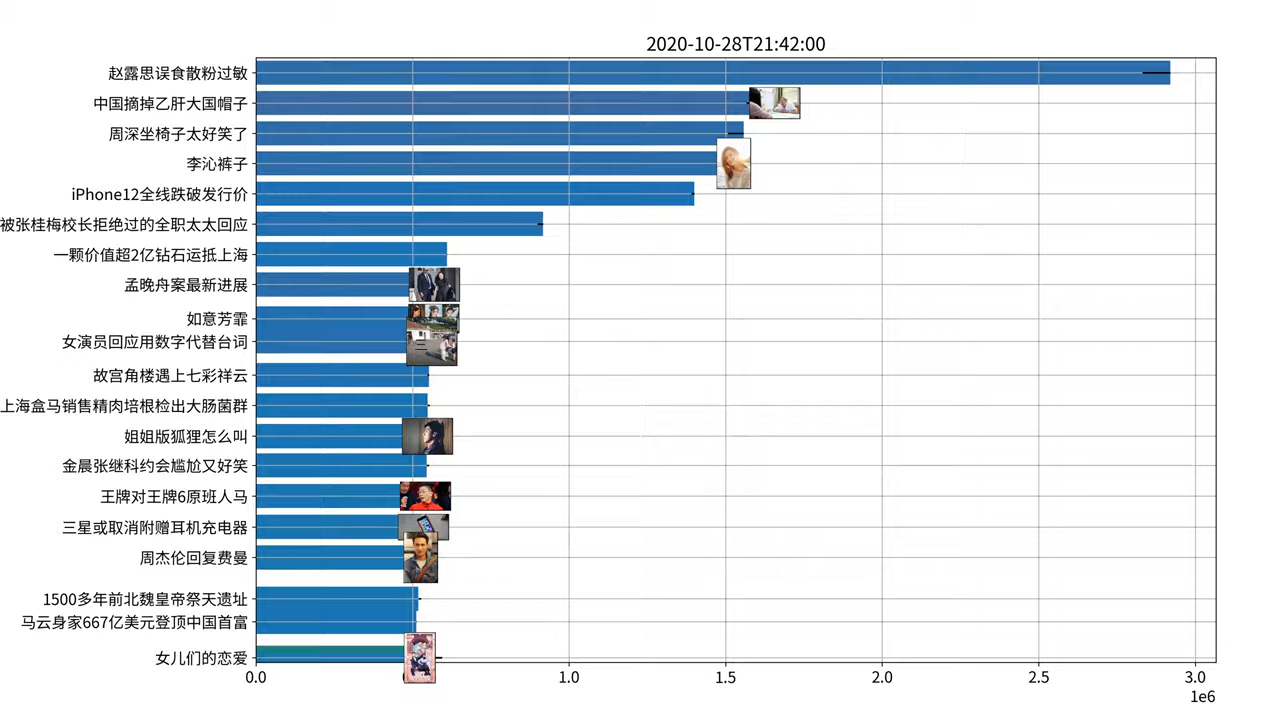 2020-10-28T21:42:00
赵露思误食散粉过敏
中国摘掉乙肝大国帽子
周深坐椅子太好笑了
李沁裤子
iPhone12全线跌破发行价
被张桂梅校长拒绝过的全职太太回应
一颗价值超2亿钻石运抵上海
孟晚舟案最新进展
如意芳霏
女演员回应用数字代替台词
故宫角楼遇上七彩祥云
上海盒马销售精肉培根检出大肠菌群
姐姐版狐狸怎么叫
金晨张继科约会尴尬又好笑
王牌对王牌6原班人马
三星或取消附赠耳机充电器
周杰伦回复费曼
1500多年前北魏皇帝祭天遗址
马云身家667亿美元登顶中国首富
女儿们的恋爱
0.0 1.0 1.5 2.0 2.5 3.0
1e6